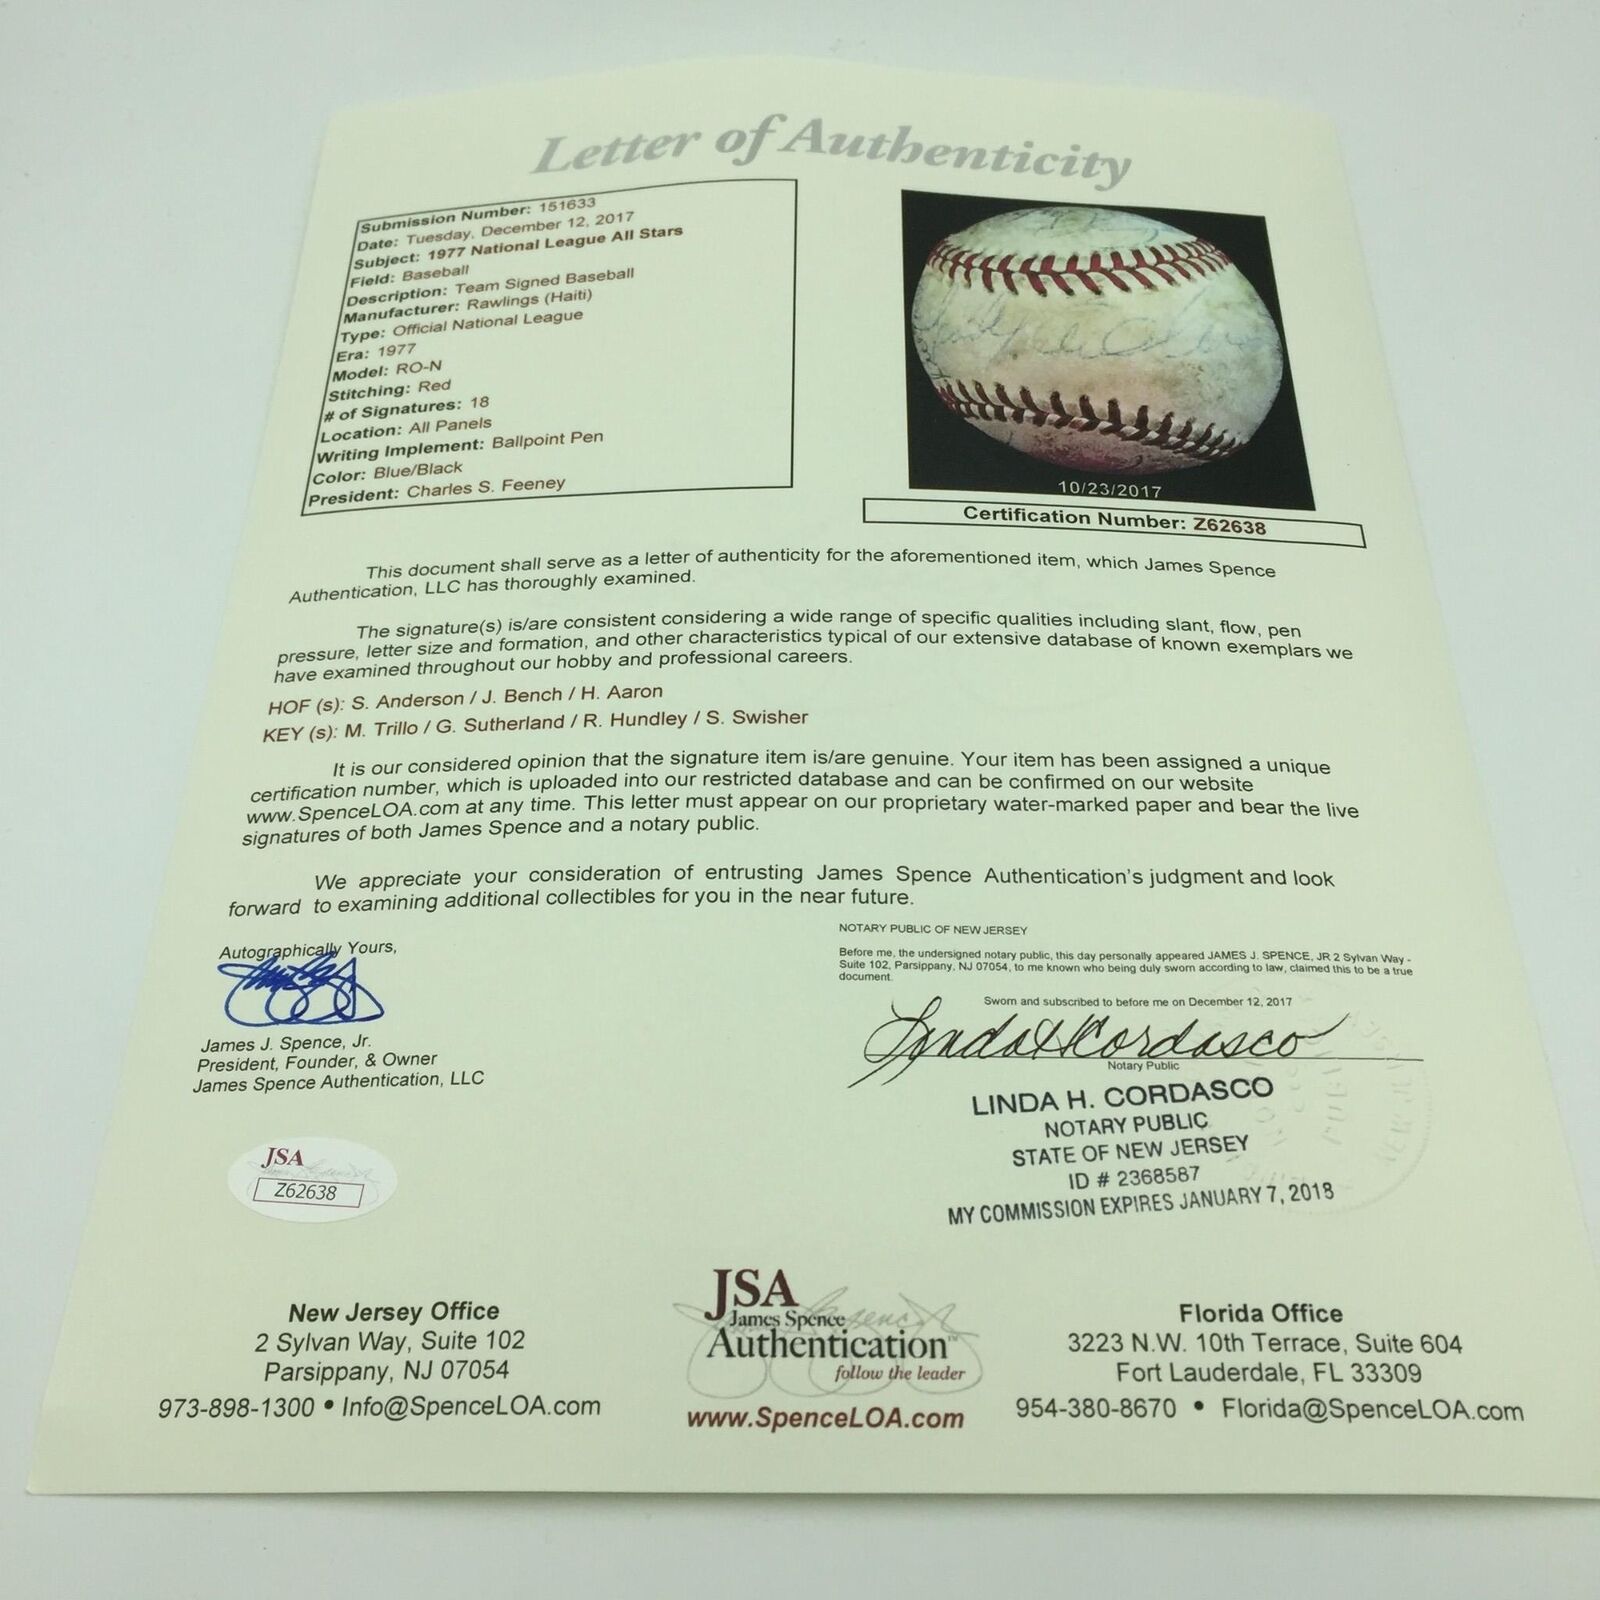 Letter of Authenticity
Submission Number: 151633
Date: Tuesday, December 12, 2017
Subject: 1977 National League All Stars
Field: Baseball
Description: Team Signed Baseball
Manufacturer: Rawlings (Haiti)
Type: Official National League
Era: 1977
Model: RO-N
Stitching: Red
# of Signatures: 18
Location: All Panels
Writing Implement: Ballpoint Pen
Color: Blue/Black
President: Charles S. Feeney
10/23/2017
Certification Number: Z62638
This document shall serve as a letter of authenticity for the aforementioned item, which James Spence
Authentication, LLC has thoroughly examined.
The signature(s) is/are consistent considering a wide range of specific qualities including slant, flow, pen
pressure, letter size and formation, and other characteristics typical of our extensive database of known exemplars we
have examined throughout our hobby and professional careers.
HOF (s): S. Anderson / J. Bench / H. Aaron
KEY (s): M. Trillo / G. Sutherland / R. Hundley / S. Swisher
It is our considered opinion that the signature item is/are genuine. Your item has been assigned a unique
certification number, which is uploaded into our restricted database and can be confirmed on our website
www.SpenceLOA.com at any time. This letter must appear on our proprietary water-marked paper and bear the live
signatures of both James Spence and a notary public.
We appreciate your consideration of entrusting James Spence Authentication's judgment and look
forward to examining additional collectibles for you in the near future.
Autographically Yours,
James J. Spence, Jr.
President, Founder, & Owner
James Spence Authentication, LLC
NOTARY PUBLIC OF NEW JERSEY
Before me, the undersigned notary public, this day personally appeared JAMES J. SPENCE, JR 2 Sylvan Way -
Suite 102, Parsippany, NJ 07054, to me known who being duly sworn according to law, claimed this to be a true
document.
Sworn and subscribed to before me on December 12, 2017
Linda H Cordasco
Notary Public
LINDA H. CORDASCO
NOTARY PUBLIC
STATE OF NEW JERSEY
ID # 2368587
MY COMMISSION EXPIRES JANUARY 7, 2018
JSA
Z62638
New Jersey Office
2 Sylvan Way, Suite 102
Parsippany, NJ 07054
973-898-1300 • Info@SpenceLOA.com
JSA
James Spence
Authentication™
follow the leader
www.SpenceLOA.com
Florida Office
3223 N.W. 10th Terrace, Suite 604
Fort Lauderdale, FL 33309
954-380-8670 • Florida@SpenceLOA.com